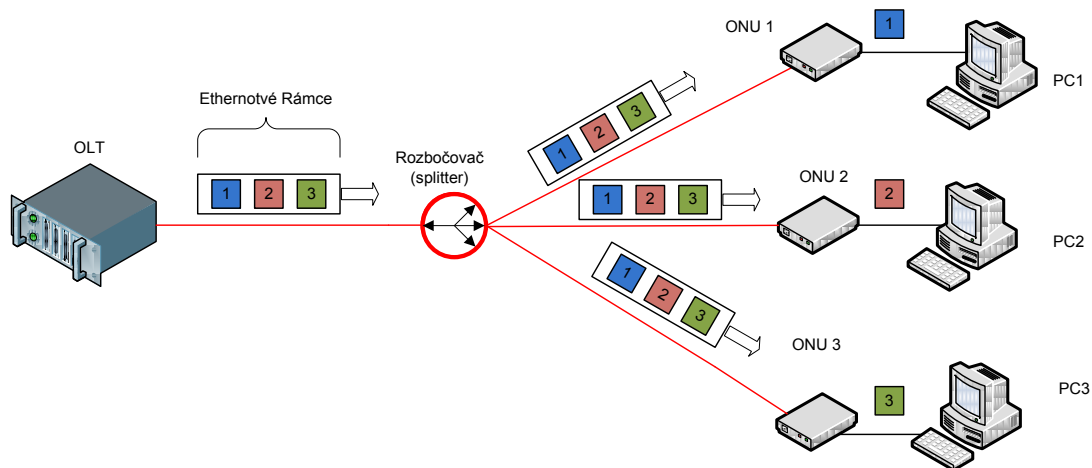 ONU 1
1
PC1
Ethernotvé Rámce
1 2 3
OLT
1 2 3
Rozbočovač
(splitter)
1 2 3
ONU 2
2
PC2
1 2 3
ONU 3
3
PC3